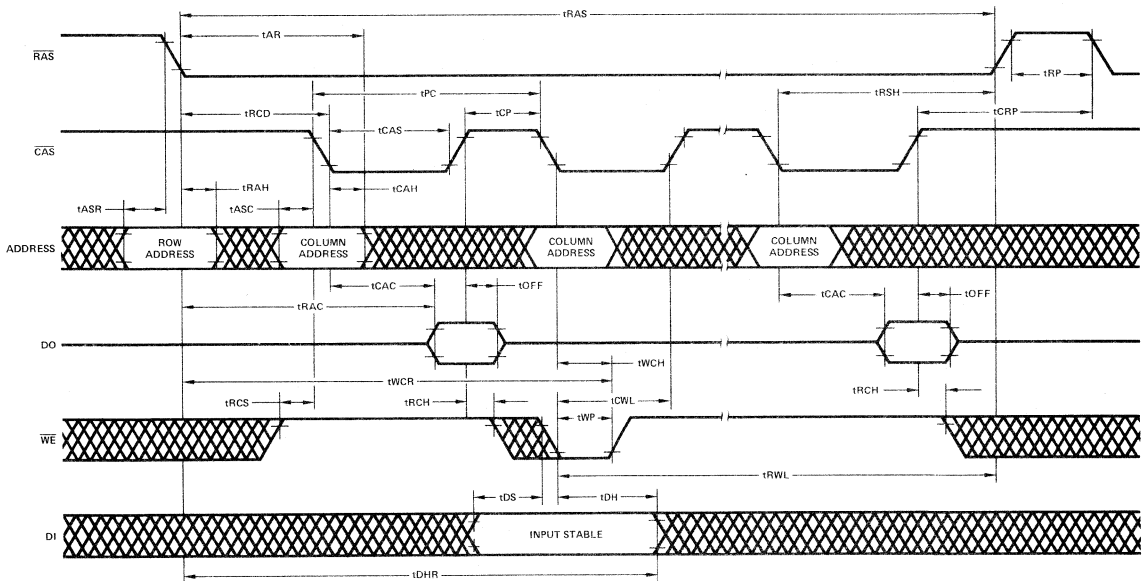 tRAS
tAR
RAS
tRP
tPC
tRSH
tRCD
tCP
tCRP
tCAS
CAS
tRAH
tCAH
tASR
tASC
ADDRESS
ROW
ADDRESS
COLUMN
ADDRESS
COLUMN
ADDRESS
COLUMN
ADDRESS
tCAC
tOFF
tCAC
tOFF
tRAC
DO
tWCH
tWCR
tRCS
tRCH
tCWL
tRCH
tWP
WE
tRWL
tDS
tDH
DI
INPUT STABLE
tDHR